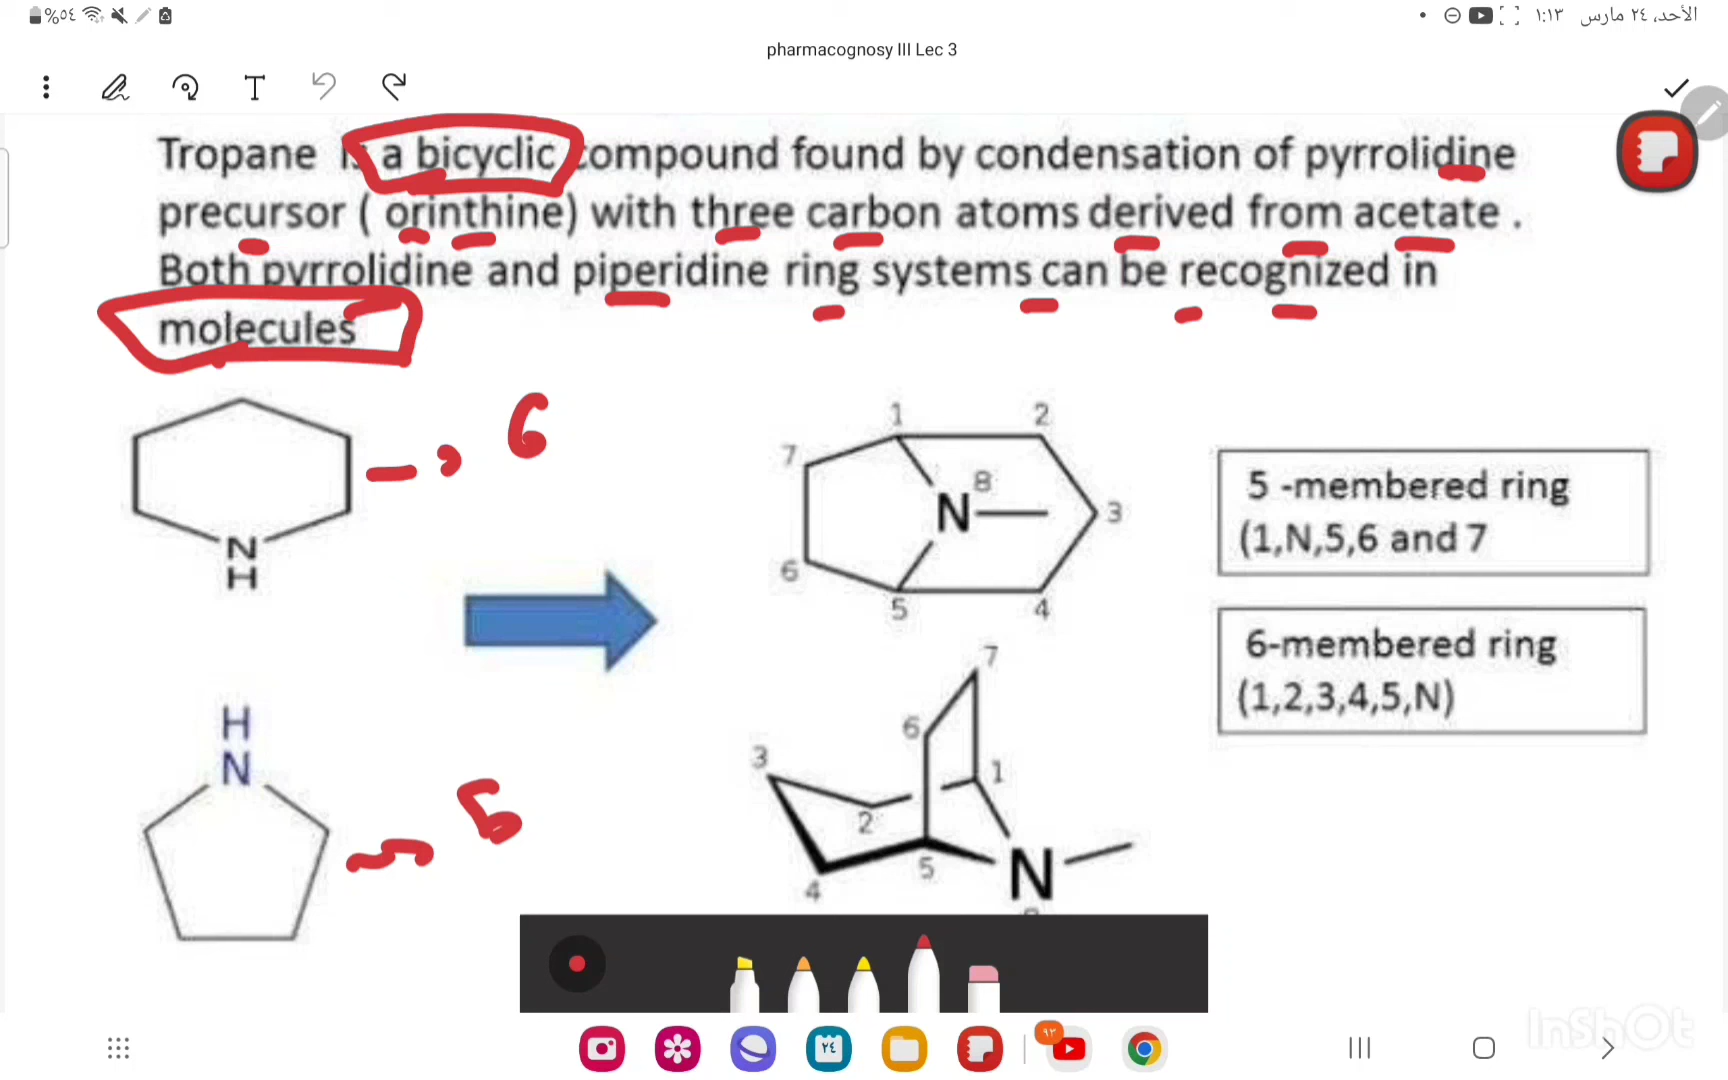 %٥٤
الأحد، ٢٤ مارس ١:١٣
pharmacognosy III Lec 3
T
Tropane is a bicyclic compound found by condensation of pyrrolidine
precursor ( orinthine) with three carbon atoms derived from acetate .
Both pyrrolidine and piperidine ring systems can be recognized in
molecules
N
H
6
1
2
7
8
N
3
6
5
4
5 -membered ring
(1,N,5,6 and 7
6-membered ring
(1,2,3,4,5,N)
H
N
5
7
6
3
1
2
5
4
N
٢٤
٩٢
InShOt